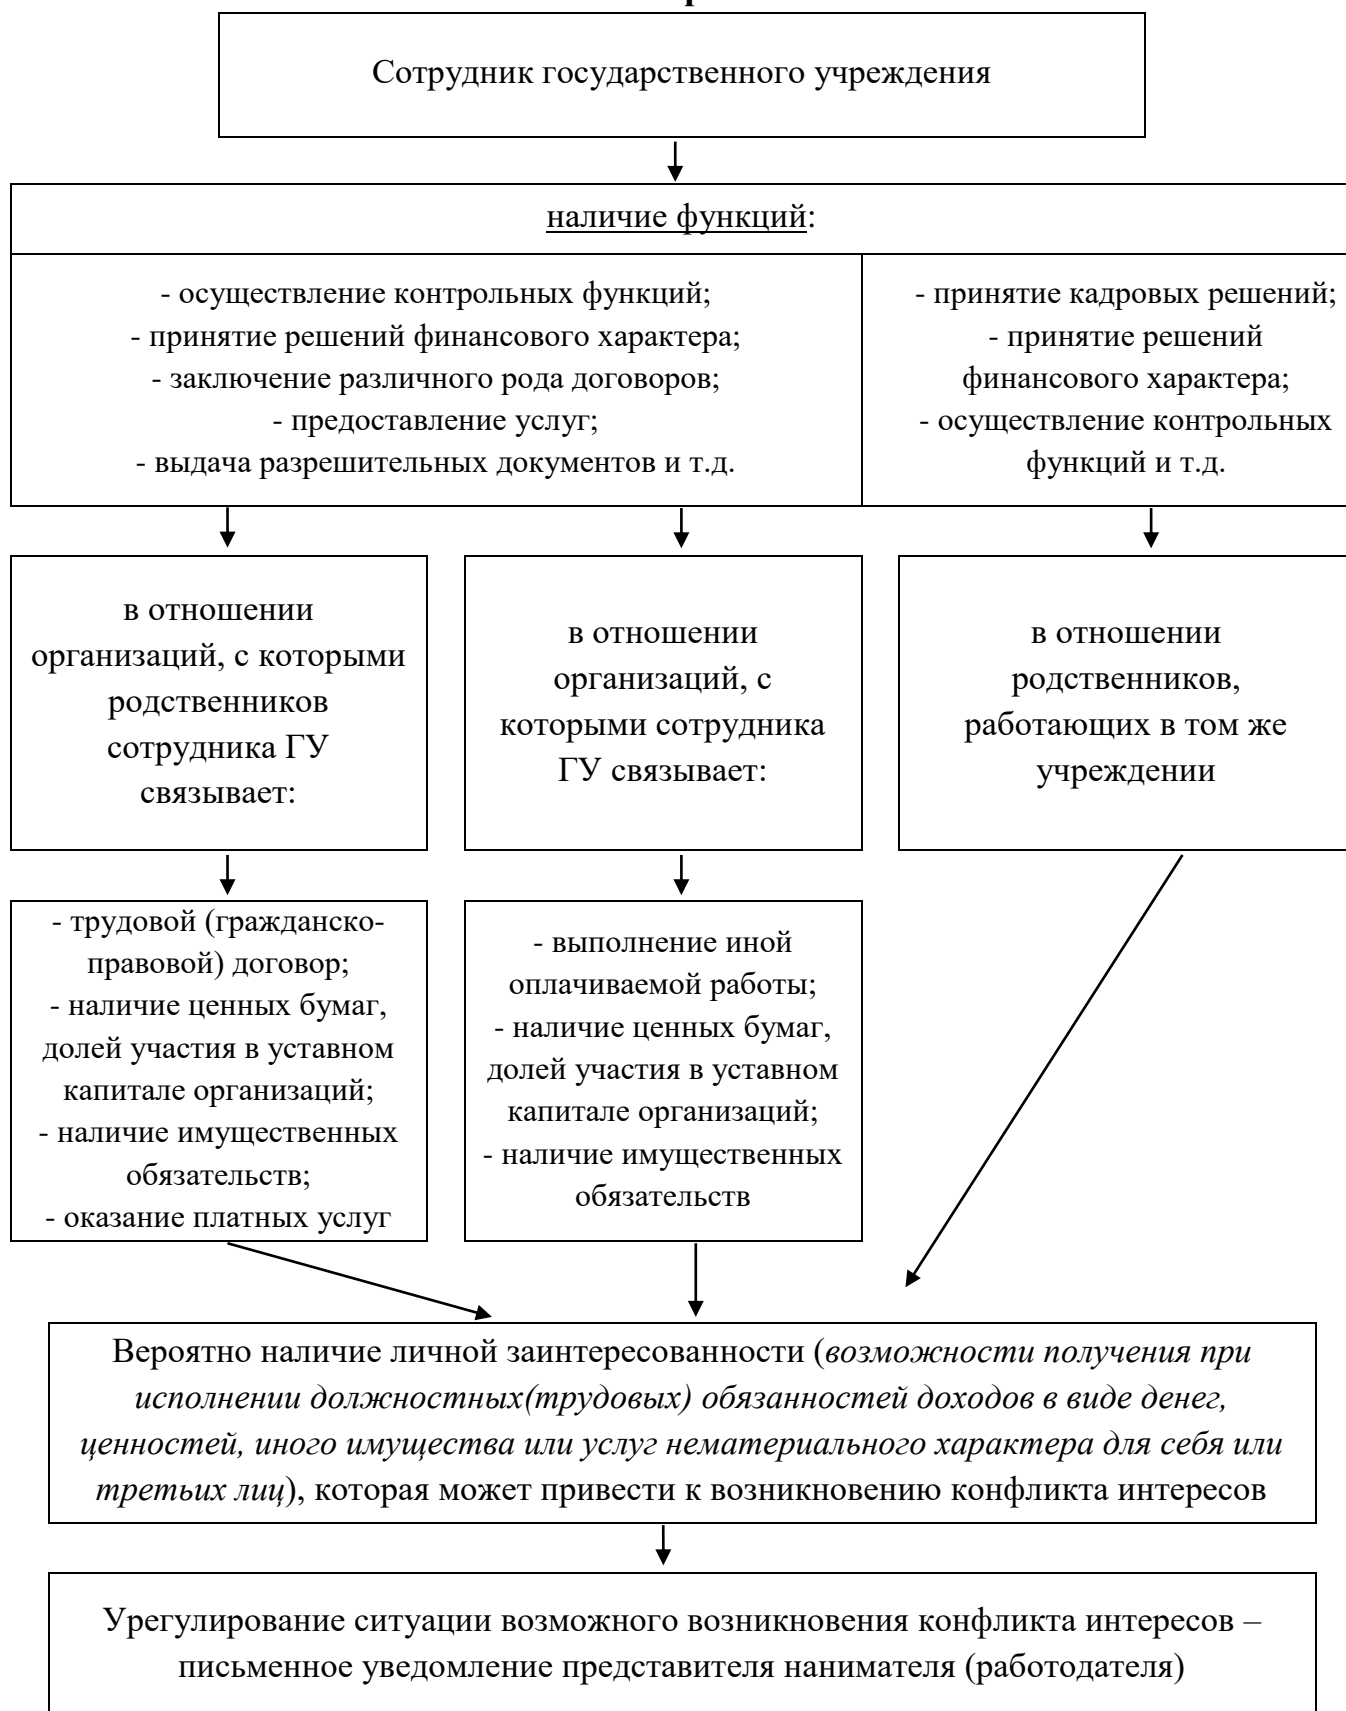 Сотрудник государственного учреждения
наличие функций:
- осуществление контрольных функций;
- принятие решений финансового характера;
- заключение различного рода договоров;
- предоставление услуг;
- выдача разрешительных документов и т.д.
- принятие кадровых решений;
- принятие решений
финансового характера;
- осуществление контрольных
функций и т.д.
в отношении
организаций, с которыми
родственников
сотрудника ГУ
связывает:
в отношении
организаций, с
которыми сотрудника
ГУ связывает:
в отношении
родственников,
работающих в том же
учреждении
- трудовой (гражданско-
правовой) договор;
- наличие ценных бумаг,
долей участия в уставном
капитале организаций;
- наличие имущественных
обязательств;
- оказание платных услуг
- выполнение иной
оплачиваемой работы;
- наличие ценных бумаг,
долей участия в уставном
капитале организаций;
- наличие имущественных
обязательств
Вероятно наличие личной заинтересованности (возможности получения при
исполнении должностных(трудовых) обязанностей доходов в виде денег,
ценностей, иного имущества или услуг нематериального характера для себя или
третьих лиц), которая может привести к возникновению конфликта интересов
Урегулирование ситуации возможного возникновения конфликта интересов –
письменное уведомление представителя нанимателя (работодателя)